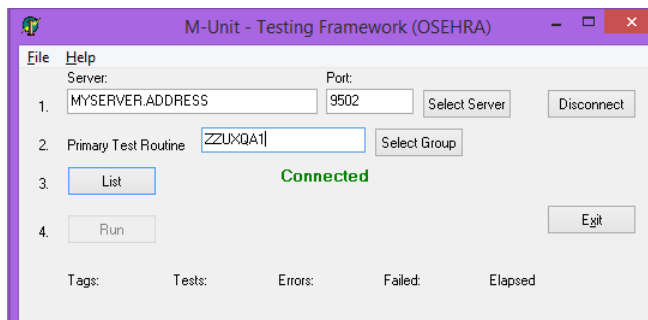 M-Unit - Testing Framework (OSEHRA)
File Help
Server: Port:
1. MYSERVER.ADDRESS 9502 Select Server Disconnect
2. Primary Test Routine ZZUXQA1 Select Group
3. List Connected
Exit
4. Run
Tags: Tests: Errors: Failed: Elapsed